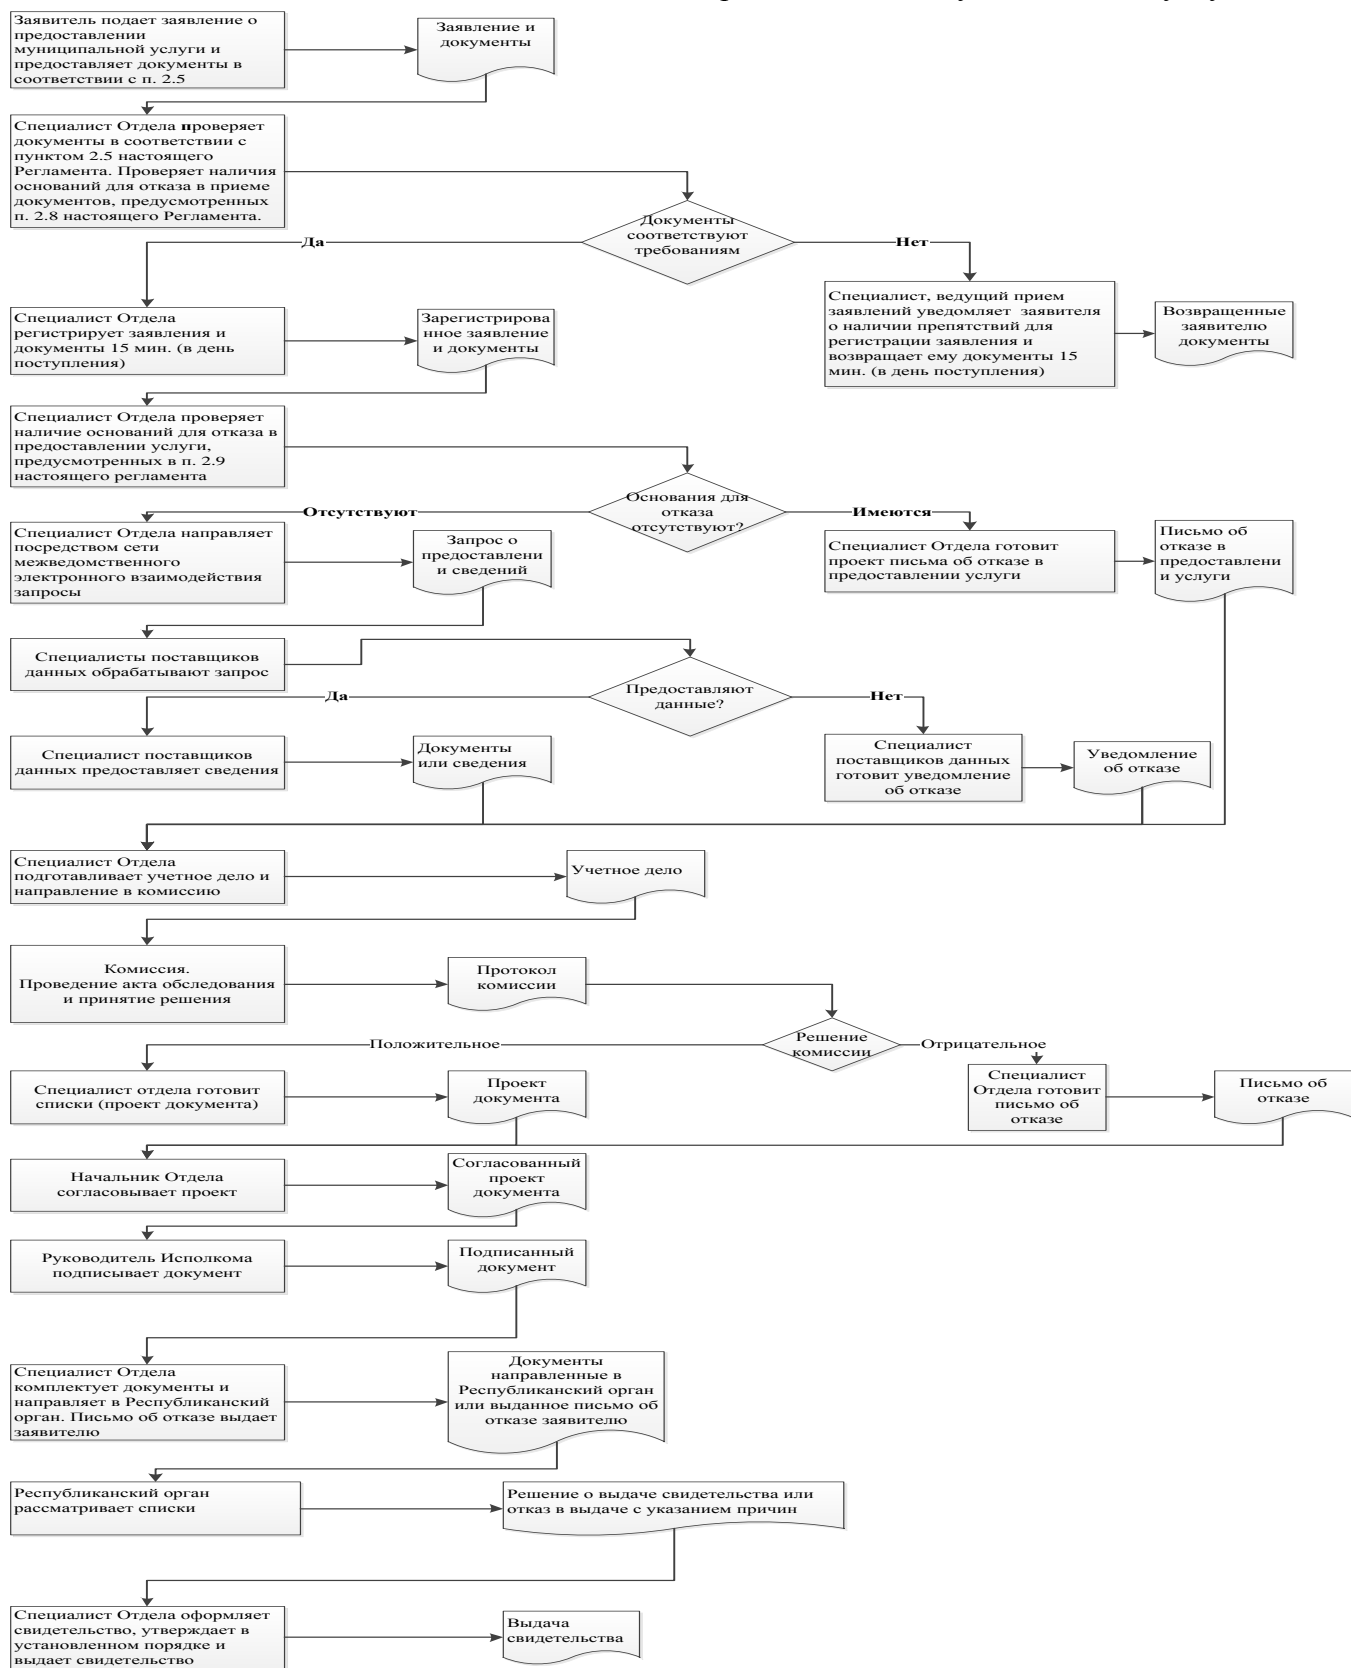 Заявитель подает заявление о
предоставлении
муниципальной услуги и
предоставляет документы в
соответствии с п. 2.5
Заявление и
документы
Специалист Отдела проверяет
документы в соответствии с
пунктом 2.5 настоящего
Регламента. Проверяет наличия
оснований для отказа в приеме
документов, предусмотренных
п. 2.8 настоящего Регламента.
Документы
соответствуют
требованиям
Да
Нет
Специалист Отдела
регистрирует заявления и
документы 15 мин. (в день
поступления)
Зарегистрирова
нное заявление
и документы
Специалист, ведущий прием
заявлений уведомляет заявителя
о наличии препятствий для
регистрации заявления и
возвращает ему документы 15
мин. (в день поступления)
Возвращенные
заявителю
документы
Специалист Отдела проверяет
наличие оснований для отказа в
предоставлении услуги,
предусмотренных в п. 2.9
настоящего регламента
Основания для
отказа
отсутствуют?
Отсутствуют
Имеются
Специалист Отдела направляет
посредством сети
межведомственного
электронного взаимодействия
запросы
Запрос о
предоставлени
и сведений
Специалист Отдела готовит
проект письма об отказе в
предоставлении услуги
Письмо об
отказе в
предоставлени
и услуги
Специалисты поставщиков
данных обрабатывают запрос
Предоставляют
данные?
Да
Нет
Специалист поставщиков
данных предоставляет сведения
Документы
или сведения
Специалист
поставщиков данных
готовит уведомление
об отказе
Уведомление
об отказе
Специалист Отдела
подготавливает учетное дело и
направление в комиссию
Учетное дело
Комиссия.
Проведение акта обследования
и принятие решения
Протокол
комиссии
Решение
комиссии
Положительное
Отрицательное
Специалист отдела готовит
списки (проект документа)
Проект
документа
Специалист
Отдела готовит
письмо об
отказе
Письмо об
отказе
Начальник Отдела
согласовывает проект
Согласованный
проект
документа
Руководитель Исполкома
подписывает документ
Подписанный
документ
Специалист Отдела
комплектует документы и
направляет в Республиканский
орган. Письмо об отказе выдает
заявителю
Документы
направленные в
Республиканский орган
или выданное письмо об
отказе заявителю
Республиканский орган
рассматривает списки
Решение о выдаче свидетельства или
отказ в выдаче с указанием причин
Специалист Отдела оформляет
свидетельство, утверждает в
установленном порядке и
выдает свидетельство
Выдача
свидетельства